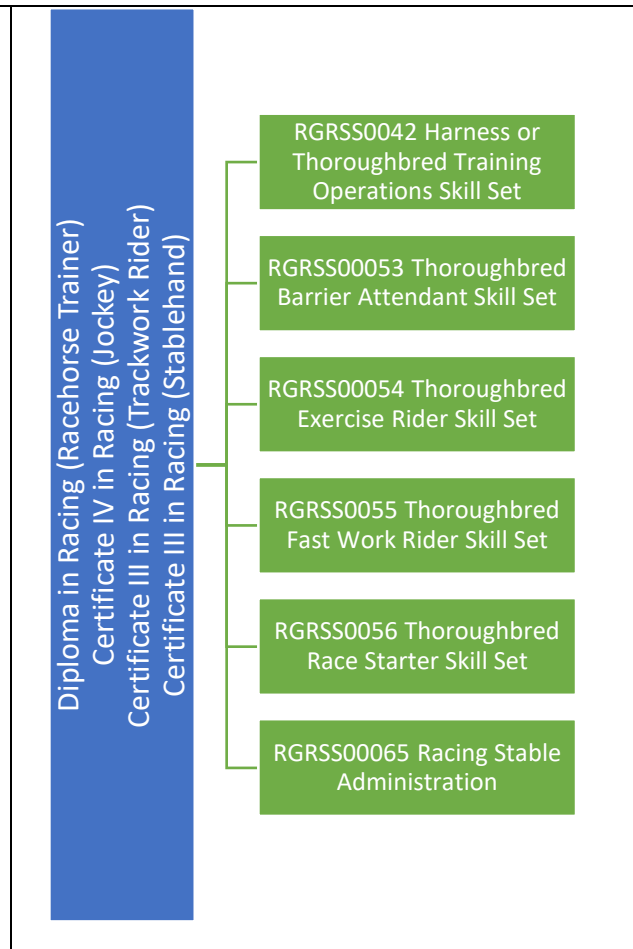 Diploma in Racing (Racehorse Trainer)
Certificate IV in Racing (Jockey)
Certificate III in Racing (Trackwork Rider)
Certificate III in Racing (Stablehand)
RGRSS0042 Harness or
Thoroughbred Training
Operations Skill Set
RGRSS00053 Thoroughbred
Barrier Attendant Skill Set
RGRSS00054 Thoroughbred
Exercise Rider Skill Set
RGRSS0055 Thoroughbred
Fast Work Rider Skill Set
RGRSS0056 Thoroughbred
Race Starter Skill Set
RGRSS00065 Racing Stable
Administration